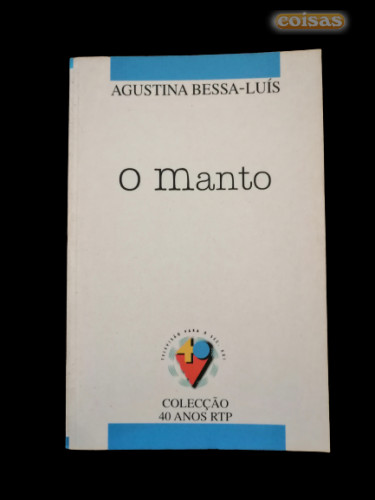 coisas
AGUSTINA BESSA-LUÍS
O Manto
COLECÇÃO
40 ANOS RTP